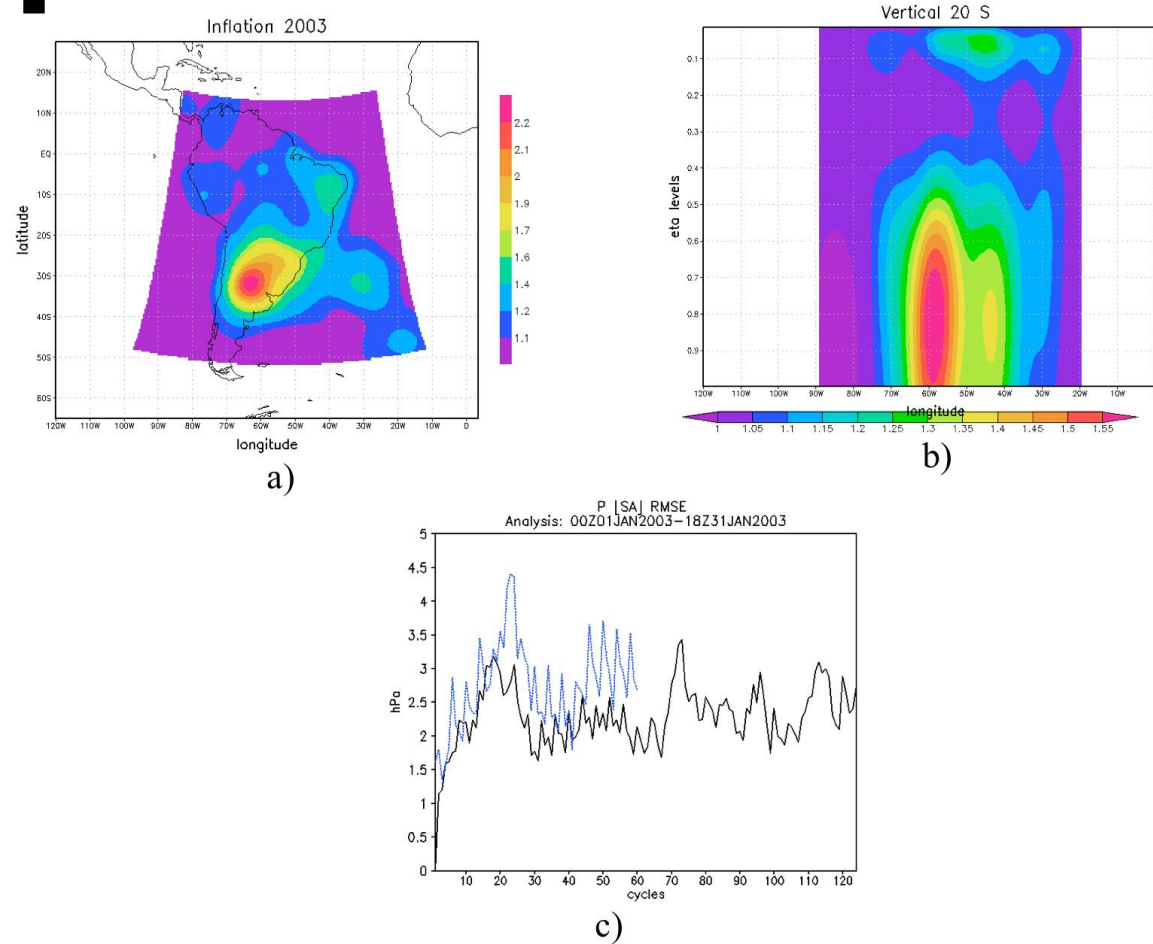 Inflation 2003
20N
10N
EQ
10S
20S
30S
40S
50S
60S
latitude
120W 110W 100W 90W 80W 70W 60W 50W 40W 30W 20W 10W 0
longitude
2.2
2.1
2
1.9
1.7
1.6
1.4
1.2
1.1
a)
Vertical 20 S
0.1
0.2
0.3
0.4
0.5
0.6
0.7
0.8
0.9
eta levels
120W 110W 100W 90W 80W 70W 60W 50W 40W 30W 20W 10W
longitude
1 1.05 1.1 1.15 1.2 1.25 1.3 1.35 1.4 1.45 1.5 1.55
b)
P [SA] RMSE
Analysis: 00Z01JAN2003-18Z31JAN2003
5
4.5
4
3.5
3
2.5
2
1.5
1
0.5
0
hPa
10 20 30 40 50 60 70 80 90 100 110 120
cycles
c)